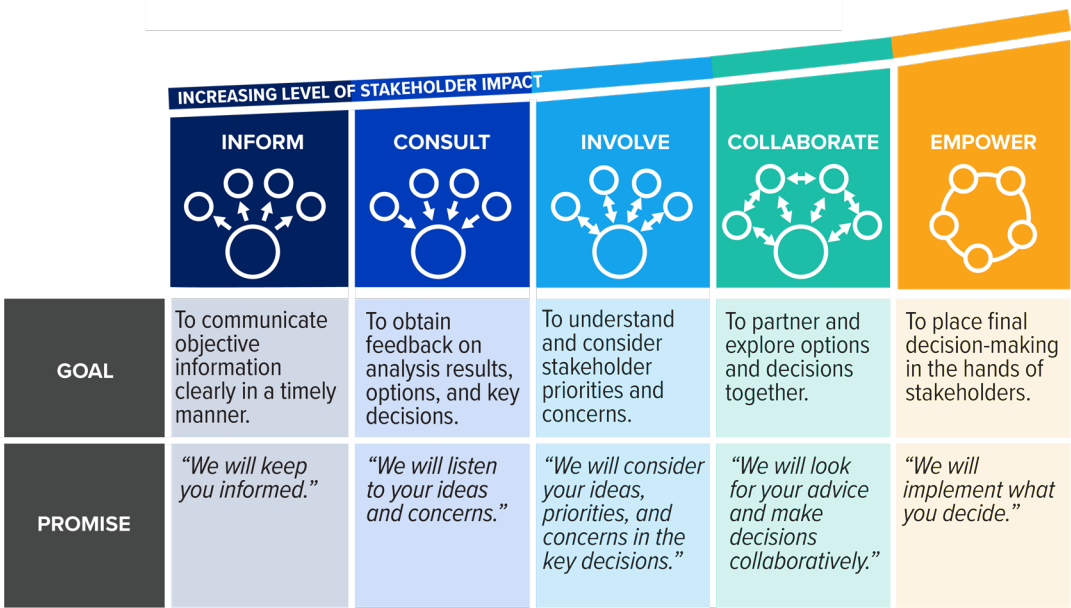 INCREASING LEVEL OF STAKEHOLDER IMPACT
INFORM
CONSULT
INVOLVE
COLLABORATE
EMPOWER
GOAL
To communicate
objective
information
clearly in a timely
manner.
To obtain
feedback on
analysis results,
options, and key
decisions.
To understand
and consider
stakeholder
priorities and
concerns.
To partner and
explore options
and decisions
together.
To place final
decision-making
in the hands of
stakeholders.
PROMISE
“We will keep
you informed.”
“We will listen
to your ideas
and concerns.”
“We will consider
your ideas,
priorities, and
concerns in the
key decisions.”
“We will look
for your advice
and make
decisions
collaboratively.”
“We will
implement what
you decide.”